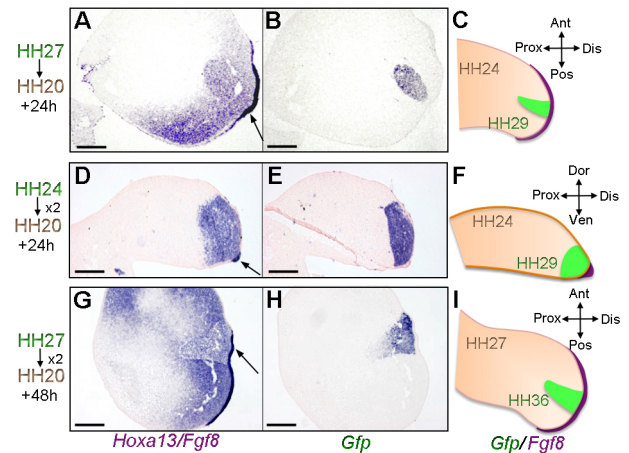 A
B
C
HH27
HH20
+24h
Ant
Prox
Dis
Pos
HH24
HH29
D
E
F
HH24
x2
HH20
+24h
Dor
Prox
Dis
Ven
HH24
HH29
G
H
I
HH27
x2
HH20
+48h
Ant
Prox
Dis
Pos
HH27
HH36
Hoxa13/Fgf8
Gfp
Gfp/Fgf8